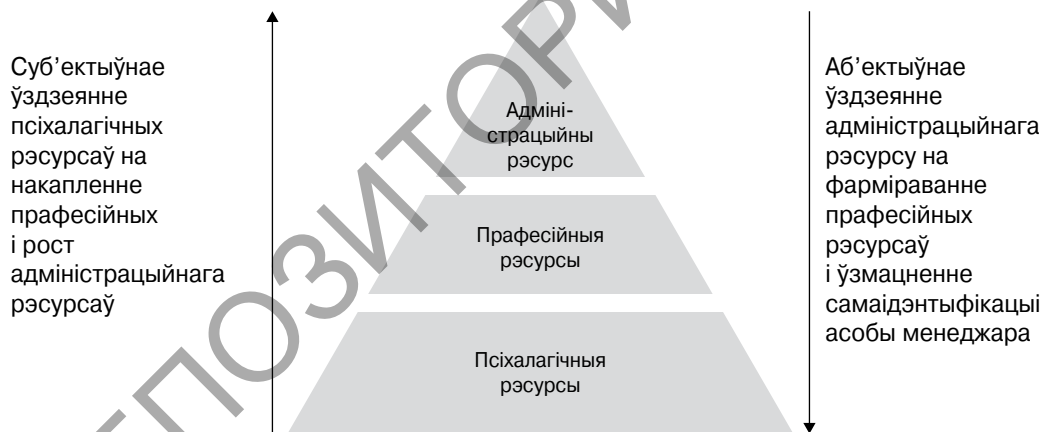 Суб’ектыўнае
ўздзеянне
псіхалагічных
рэсурсаў на
накапленне
прафесійных
і рост
адміністрацыйнага
рэсурсаў
Адміні-
страцыйны
рэсурс
Прафесійныя
рэсурсы
Псіхалагічныя
рэсурсы
Аб’ектыўнае
ўздзеянне
адміністрацыйнага
рэсурсу на
фарміраванне
прафесійных
рэсурсаў
і ўзмацненне
самаідэнтыфікацыі
асобы менеджара
ПОЗИТОРИ